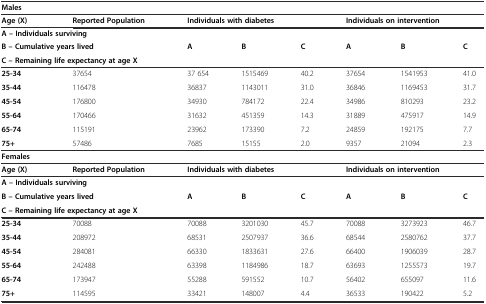 Males
Age (X) Reported Population Individuals with diabetes Individuals on intervention
A – Individuals surviving
B – Cumulative years lived A B C A B C
C – Remaining life expectancy at age X
25-34 37654 37 654 1515469 40.2 37654 1541953 41.0
35-44 116478 36837 1143011 31.0 36846 1169453 31.7
45-54 176800 34930 784172 22.4 34986 810293 23.2
55-64 170466 31632 451359 14.3 31889 475917 14.9
65-74 115191 23962 173390 7.2 24859 192175 7.7
75+ 57486 7685 15155 2.0 9357 21094 2.3
Females
Age (X) Reported Population Individuals with diabetes Individuals on intervention
A – Individuals surviving
B – Cumulative years lived A B C A B C
C – Remaining life expectancy at age X
25-34 70088 70088 3201030 45.7 70088 3273923 46.7
35-44 208972 68531 2507937 36.6 68544 2580762 37.7
45-54 284081 66330 1833631 27.6 66400 1906039 28.7
55-64 242488 63398 1184986 18.7 63693 1255573 19.7
65-74 173947 55288 591552 10.7 56402 655097 11.6
75+ 114595 33421 148007 4.4 36533 190422 5.2